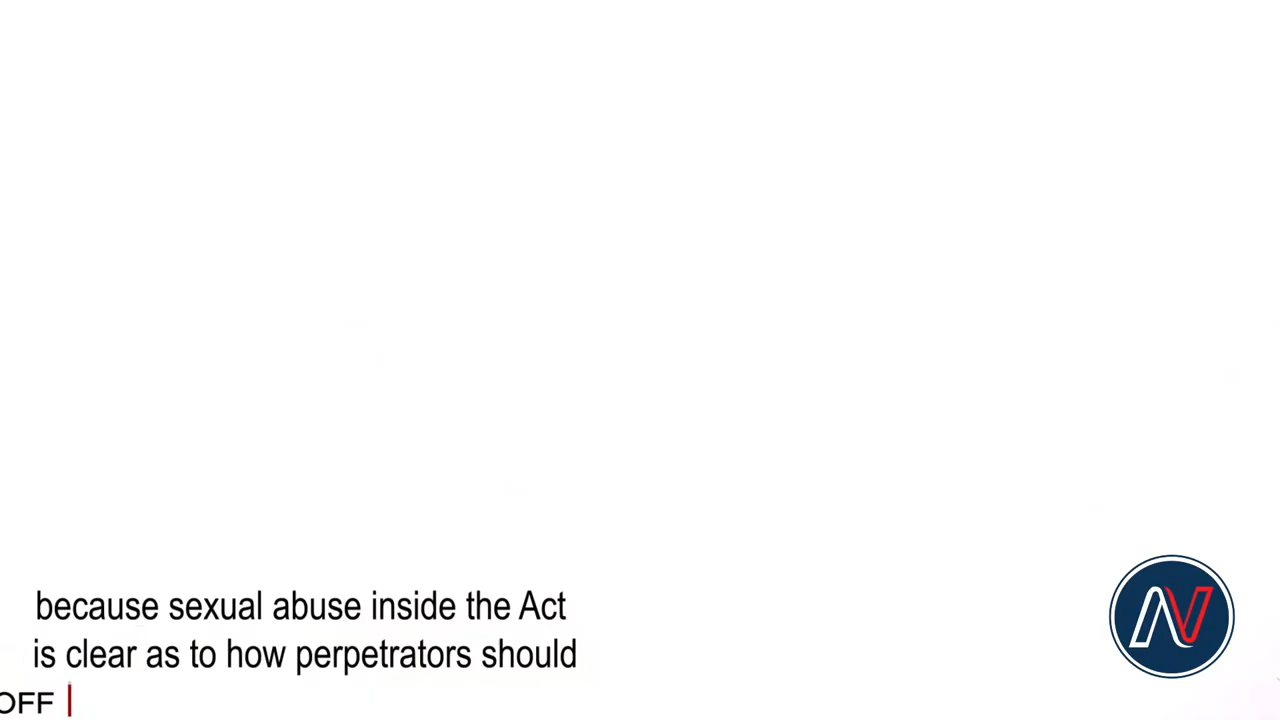 because sexual abuse inside the Act
is clear as to how perpetrators should
OFF |